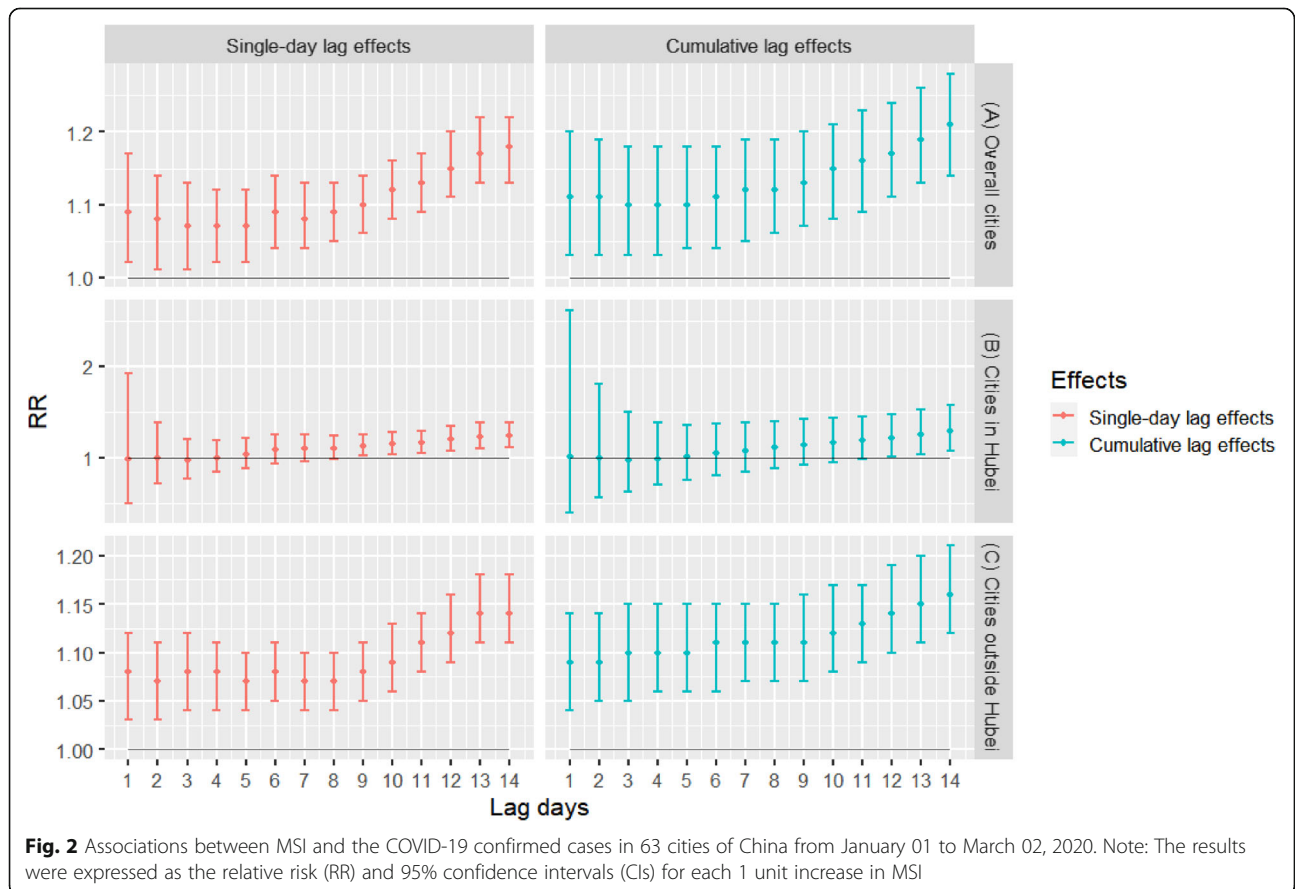 Single-day lag effects
Cumulative lag effects
RR
1.2
1.1
1.0
(A) Overall cities
2
1
(B) Cities in Hubei
1.20
1.15
1.10
1.05
1.00
(C) Cities outside Hubei
1 2 3 4 5 6 7 8 9 10 11 12 13 14
1 2 3 4 5 6 7 8 9 10 11 12 13 14
Lag days
Effects
Single-day lag effects
Cumulative lag effects
Fig. 2 Associations between MSI and the COVID-19 confirmed cases in 63 cities of China from January 01 to March 02, 2020. Note: The results
were expressed as the relative risk (RR) and 95% confidence intervals (CIs) for each 1 unit increase in MSI